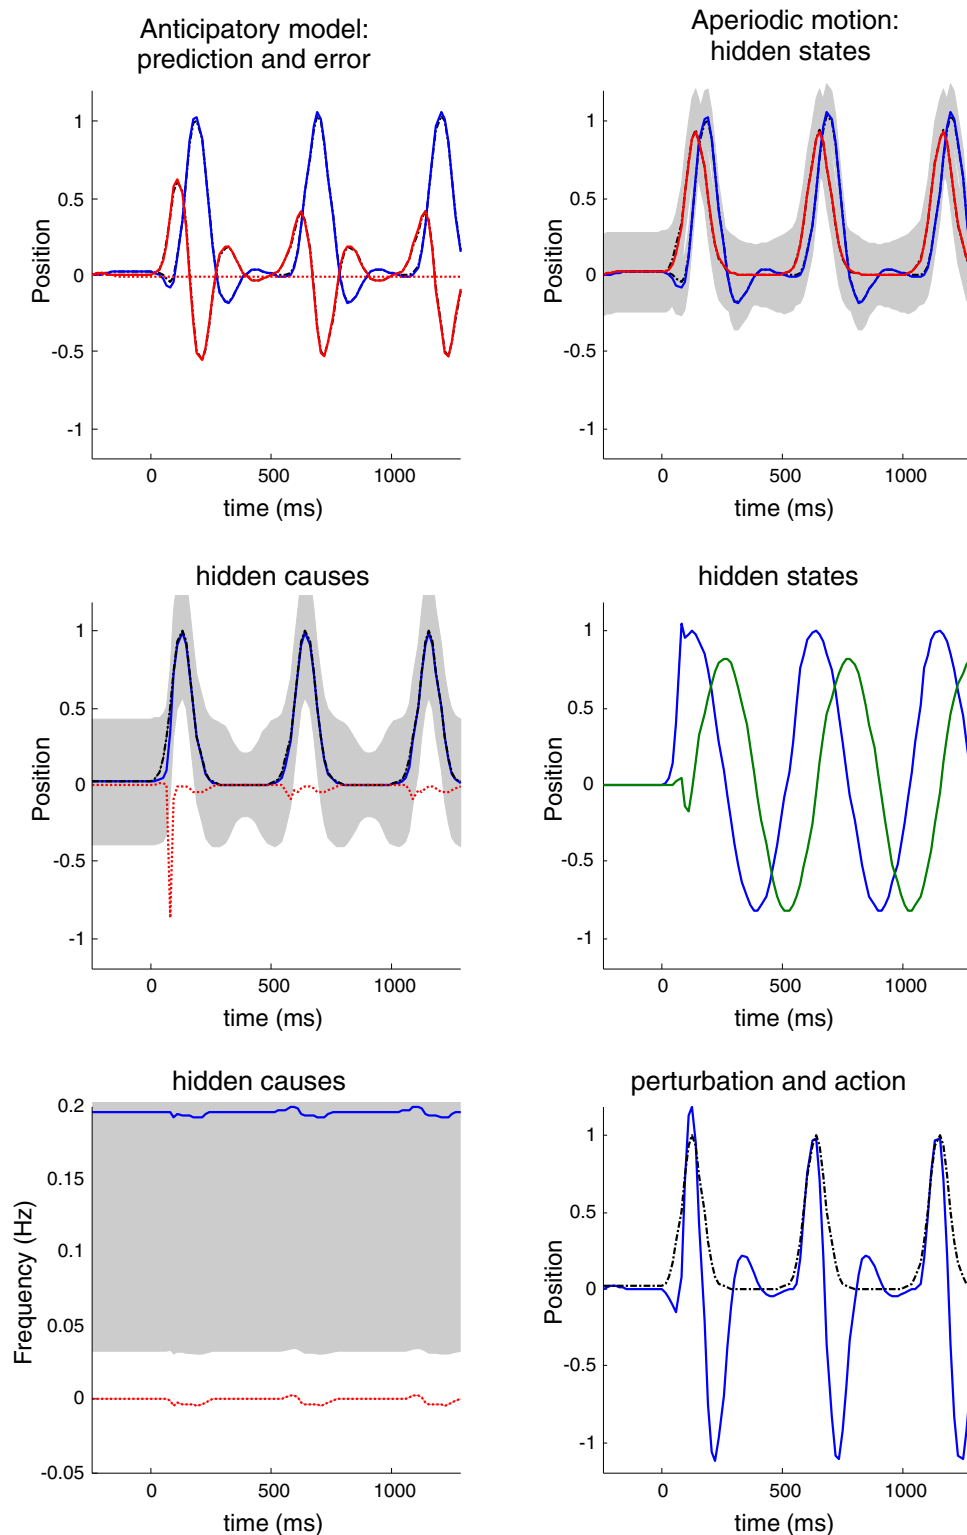 Anticipatory model:
prediction and error
1
0.5
0
-0.5
-1
Position
0 500 1000
time (ms)
Aperiodic motion:
hidden states
1
0.5
0
-0.5
-1
Position
0 500 1000
time (ms)
hidden causes
1
0.5
0
-0.5
-1
Position
0 500 1000
time (ms)
hidden states
1
0.5
0
-0.5
-1
Position
0 500 1000
time (ms)
hidden causes
0.2
0.15
0.1
0.05
0
-0.05
Frequency (Hz)
0 500 1000
time (ms)
perturbation and action
1
0.5
0
-0.5
-1
Position
0 500 1000
time (ms)